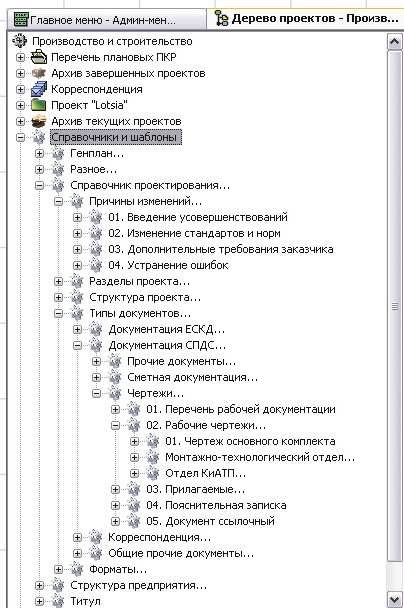 Главное меню - Админ-мен...
Дерево проектов - Произв...
Производство и строительство
Перечень плановых ПКР
Архив завершенных проектов
Корреспонденция
Проект "Lotsia"
Архив текущих проектов
Справочники и шаблоны
Генплан...
Разное...
Справочник проектирования...
Причины изменений...
01. Введение усовершенствований
02. Изменение стандартов и норм
03. Дополнительные требования заказчика
04. Устранение ошибок
Разделы проекта...
Структура проекта...
Типы документов...
Документация ЕСКД...
Документация СПДС...
Прочие документы...
Сметная документация...
Чертежи...
01. Перечень рабочей документации
02. Рабочие чертежи...
01. Чертеж основного комплекта
Монтажно-технологический отдел...
Отдел КиАТП...
03. Прилагаемые...
04. Пояснительная записка
05. Документ ссылочный
Корреспонденция...
Общие прочие документы...
Форматы...
Структура предприятия...
Титул